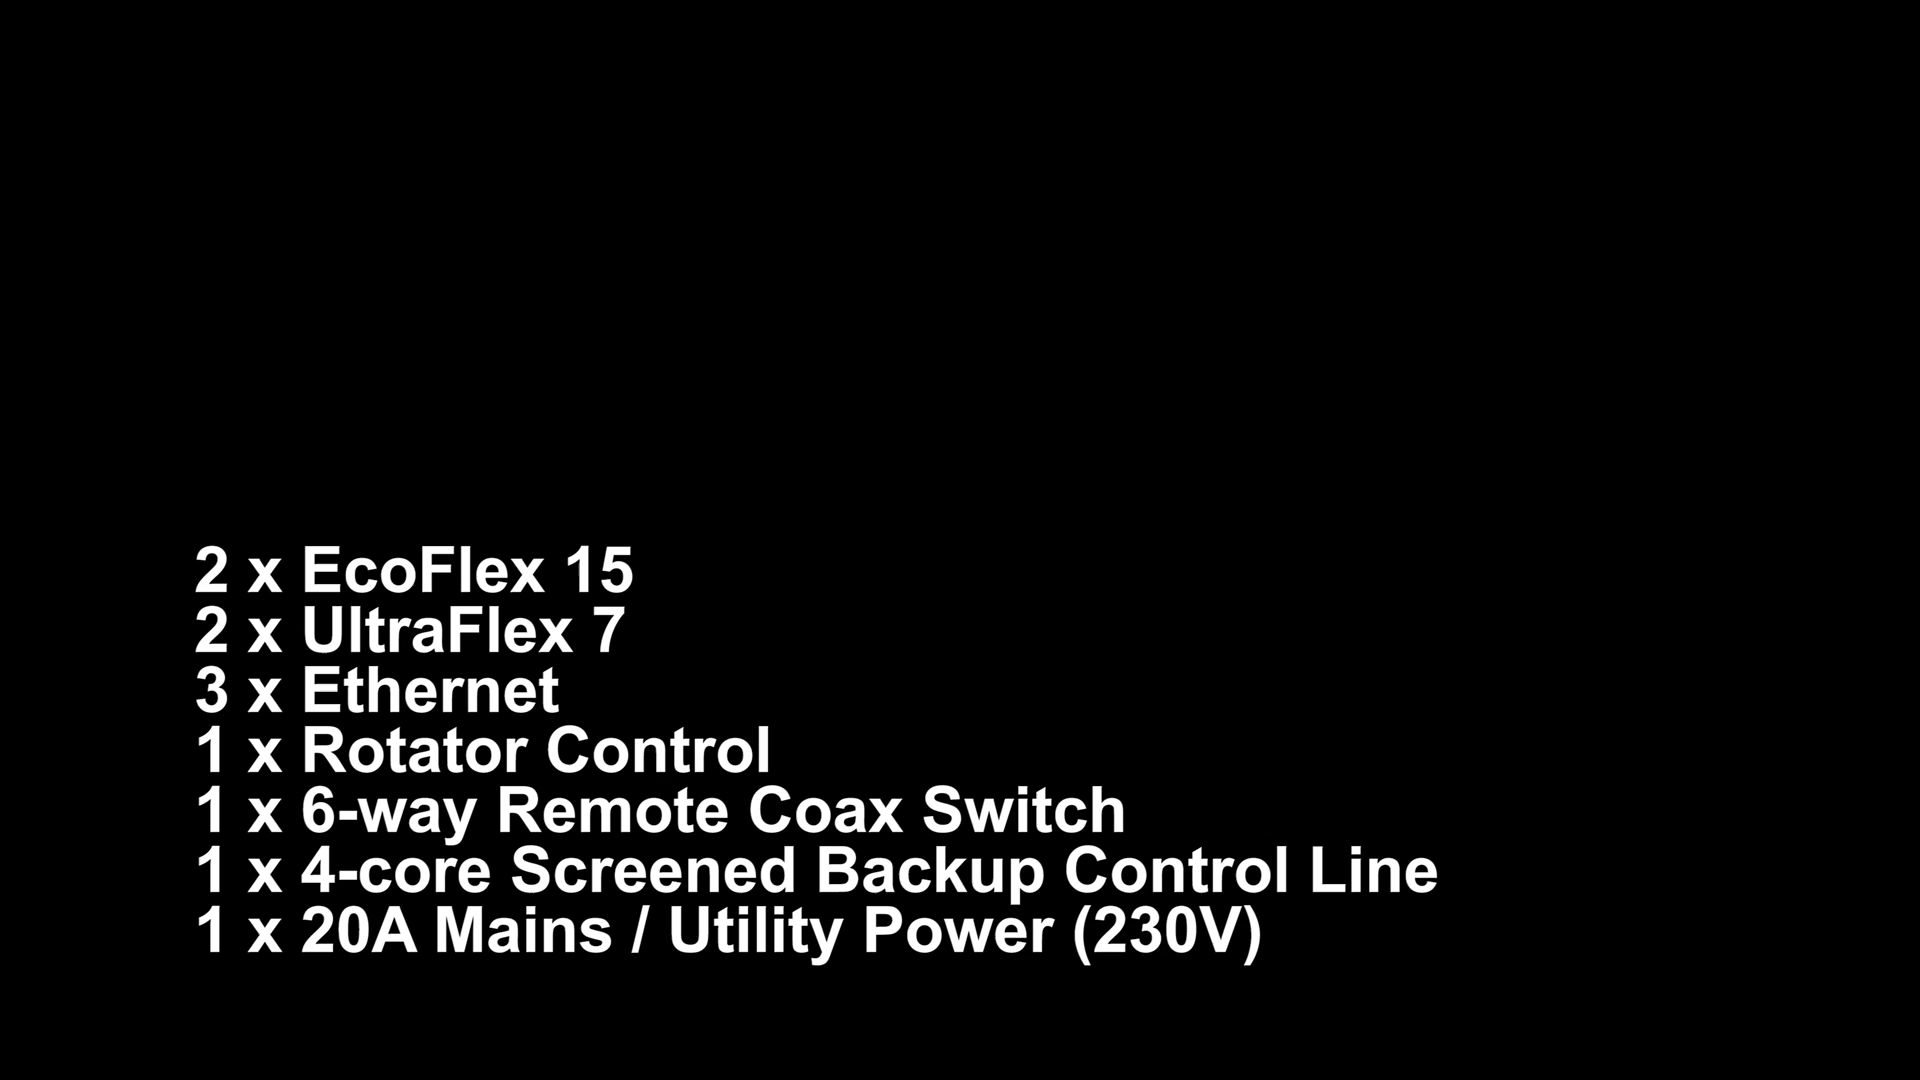 2 x EcoFlex 15
2 x UltraFlex 7
3 x Ethernet
1 x Rotator Control
1 x 6-way Remote Coax Switch
1 x 4-core Screened Backup Control Line
1 x 20A Mains / Utility Power (230V)